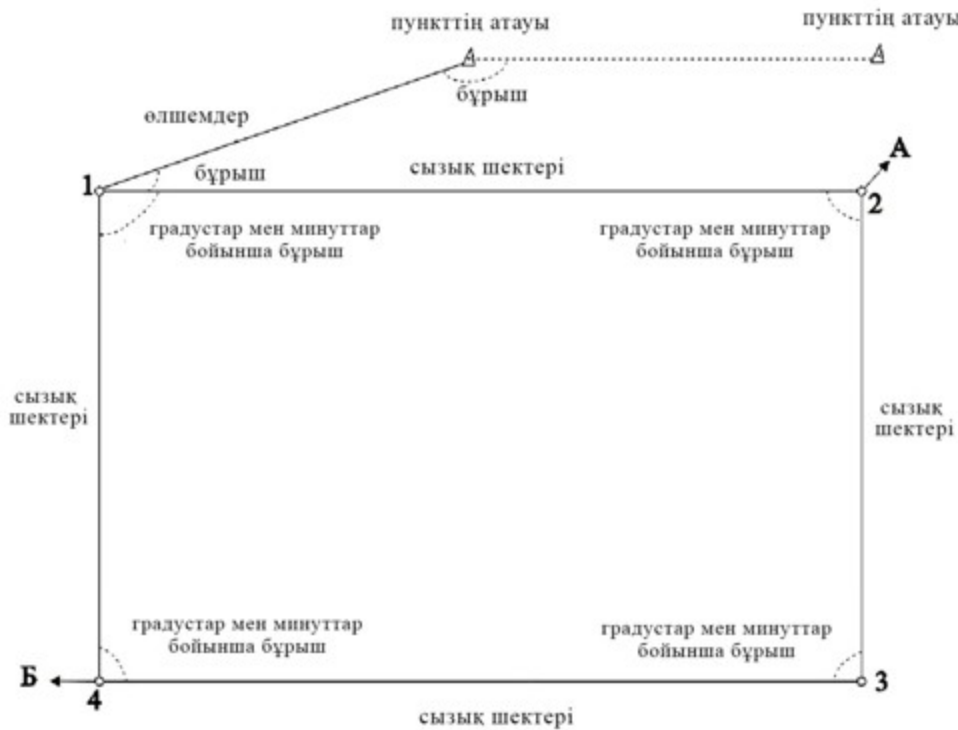 пункттің атауы
пункттің атауы
бұрыш
өлшемдер
А
1
бұрыш
сызық шектері
2
градустар мен минуттар
бойынша бұрыш
градустар мен минуттар
бойынша бұрыш
сызық
шектері
сызық
шектері
градустар мен минуттар
бойынша бұрыш
градустар мен минуттар
бойынша бұрыш
Б
4
3
сызық шектері